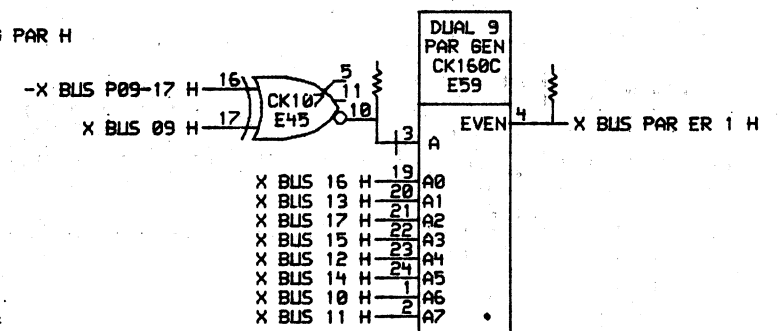 PAR H
DUAL 9
PAR GEN
CK160C
E59
-X BUS P09-17 H 16
X BUS 09 H 17
CK107
E45
5
11
10
3 A
EVEN 4 X BUS PAR ER 1 H
X BUS 16 H 19 A0
X BUS 13 H 20 A1
X BUS 17 H 21 A2
X BUS 15 H 22 A3
X BUS 12 H 23 A4
X BUS 14 H 24 A5
X BUS 10 H 1 A6
X BUS 11 H 2 A7